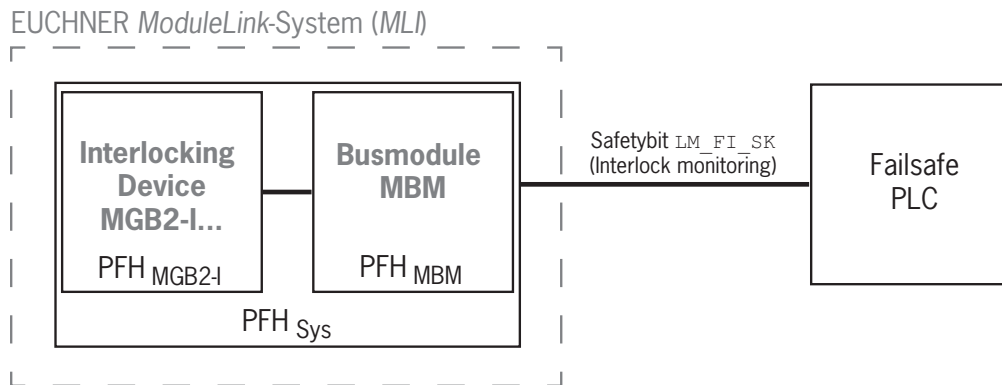 EUCHNER ModuleLink-System (MLI)
Interlocking
Device
MGB2-I...
PFH MGB2-I
Busmodule
MBM
PFH MBM
PFH Sys
Safetybit LM_FI_SK
(Interlock monitoring)
Failsafe
PLC